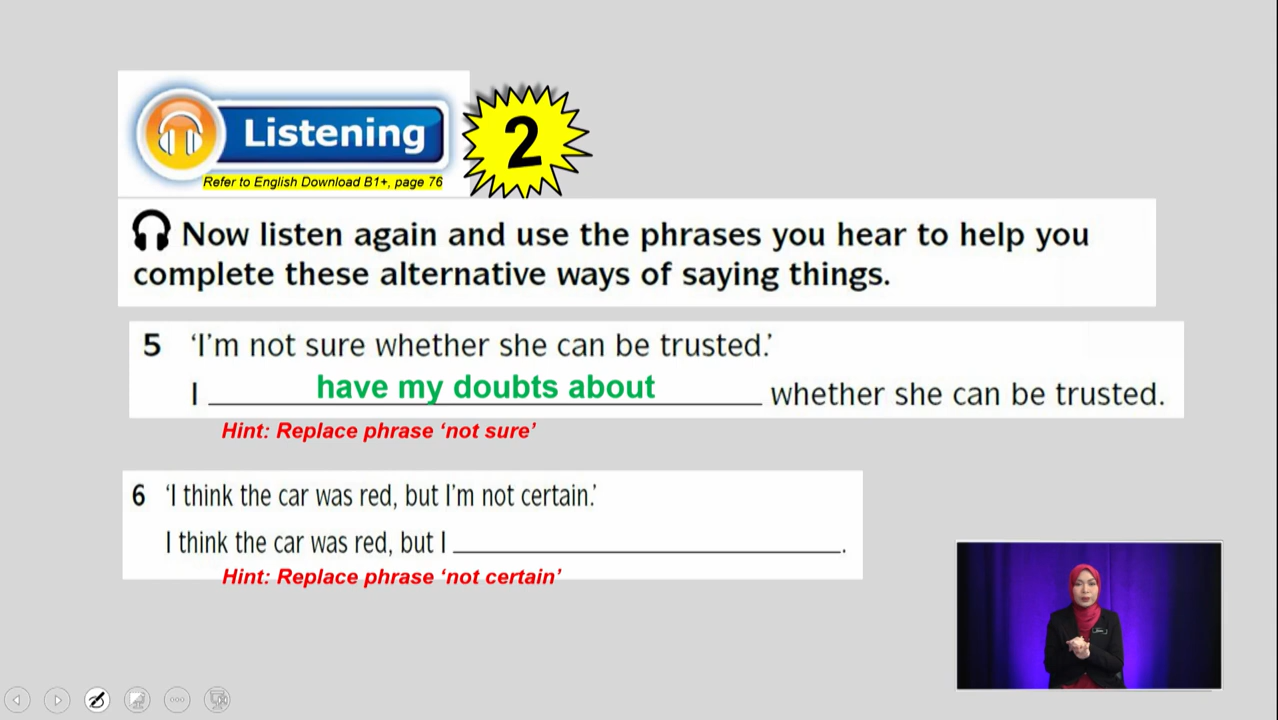 Listening
2
Refer to English Download B1+, page 76
Now listen again and use the phrases you hear to help you
complete these alternative ways of saying things.
5 ‘I’m not sure whether she can be trusted.’
I have my doubts about whether she can be trusted.
Hint: Replace phrase ‘not sure’
6 ‘I think the car was red, but I’m not certain.’
I think the car was red, but I ____________________.
Hint: Replace phrase ‘not certain’